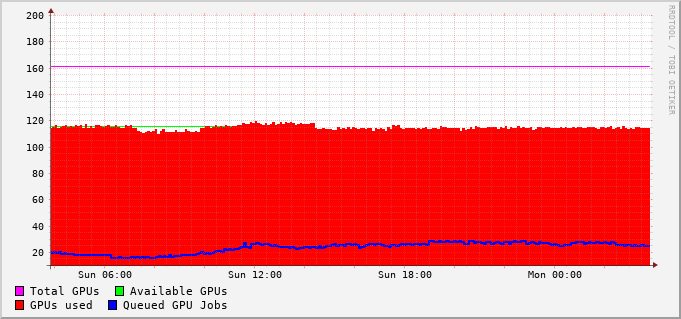 200
180
160
140
120
100
80
60
40
20
Sun 06:00 Sun 12:00 Sun 18:00 Mon 00:00
Total GPUs Available GPUs
GPUs used Queued GPU Jobs
RRDTOOL / TOBI OETIKER